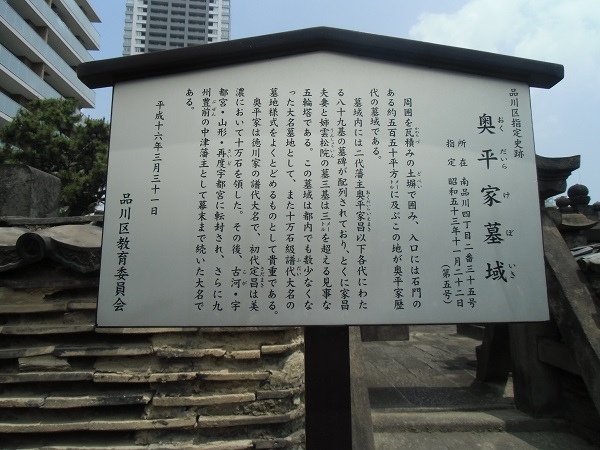 品川区指定史跡
奥平家墓域
おくだいらけぼいき
所在 南品川四丁目二番三十五号
指定 昭和五十三年十一月二十二日
(第五号)
周囲を瓦積みの土塀で囲み、入口には石門の
ある約五百五十平方㍍に及ぶこの地が奥平家歴
代の墓域である。
墓域内には二代藩主奥平家昌以下各代にわた
る八十九基の墓碑が配列されており、とくに家昌
夫妻と姉雲松院の墓三基は三㍍を超える見事な
五輪塔である。この墓域は都内でも数少なくな
った大名墓地として、また十万石級譜代大名の
墓地様式をよくとどめるものとして貴重である。
奥平家は徳川家の譜代大名で、初代定昌は美
濃において十万石を領した。その後、古河・宇
都宮・山形・再度宇都宮に転封され、さらに九
州豊前の中津藩主として幕末まで続いた大名で
ある。
平成十六年三月三十一日
品川区教育委員会